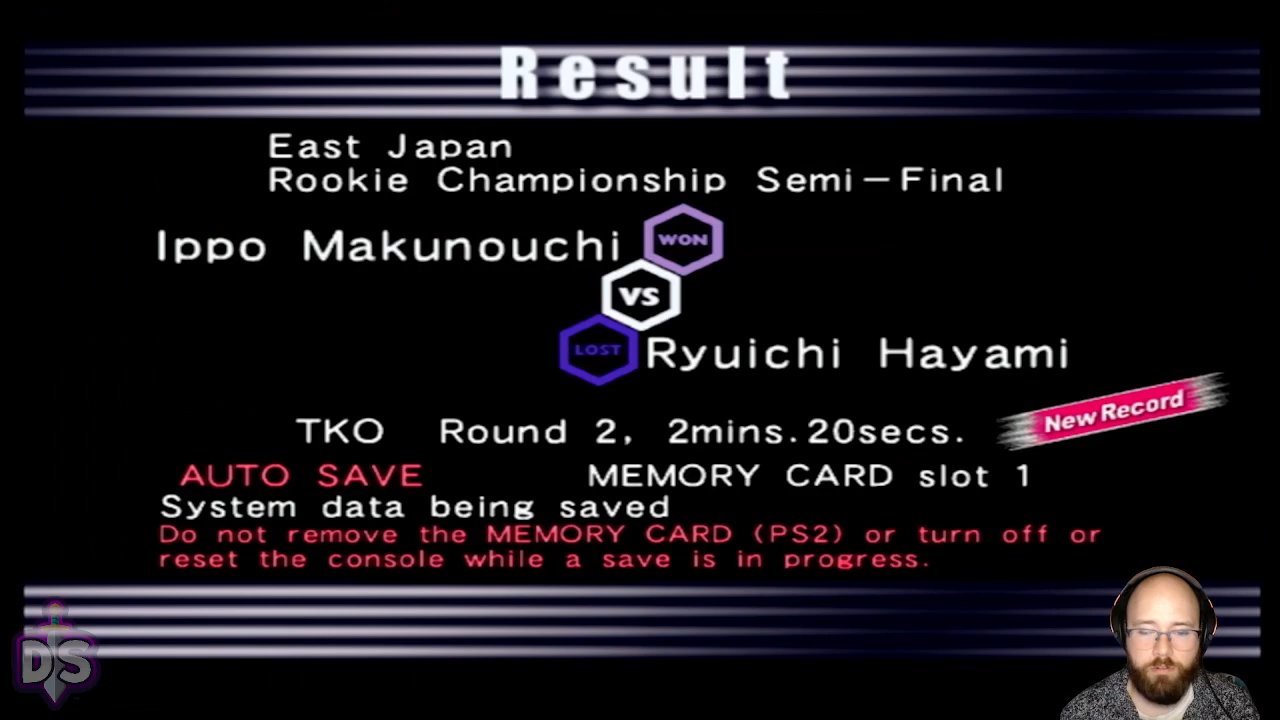 Result
East Japan
Rookie Championship Semi-Final
Ippo Makunouchi WON
VS
LOST Ryuichi Hayami
New Record
TKO Round 2, 2mins.20secs.
AUTO SAVE MEMORY CARD slot 1
System data being saved
Do not remove the MEMORY CARD (PS2) or turn off or
reset the console while a save is in progress.
DS